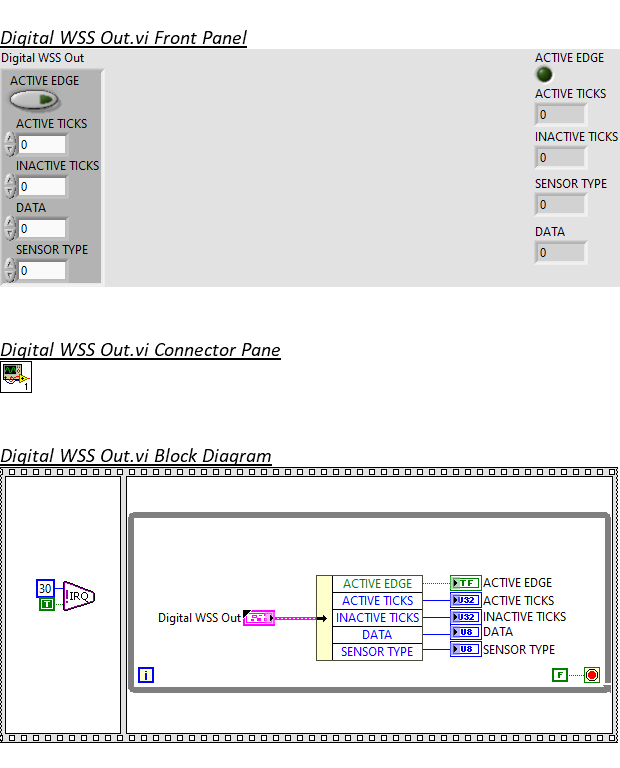 Digital WSS Out.vi Front Panel
Digital WSS Out
ACTIVE EDGE
ACTIVE TICKS
0
INACTIVE TICKS
0
DATA
0
SENSOR TYPE
0
ACTIVE EDGE
ACTIVE TICKS
0
INACTIVE TICKS
0
SENSOR TYPE
0
DATA
0
Digital WSS Out.vi Connector Pane
1
Digital WSS Out.vi Block Diagram
30
T
IRQ
Digital WSS Out
ACTIVE EDGE TF ACTIVE EDGE
ACTIVE TICKS U32 ACTIVE TICKS
INACTIVE TICKS U32 INACTIVE TICKS
DATA U8 DATA
SENSOR TYPE U8 SENSOR TYPE
i
F